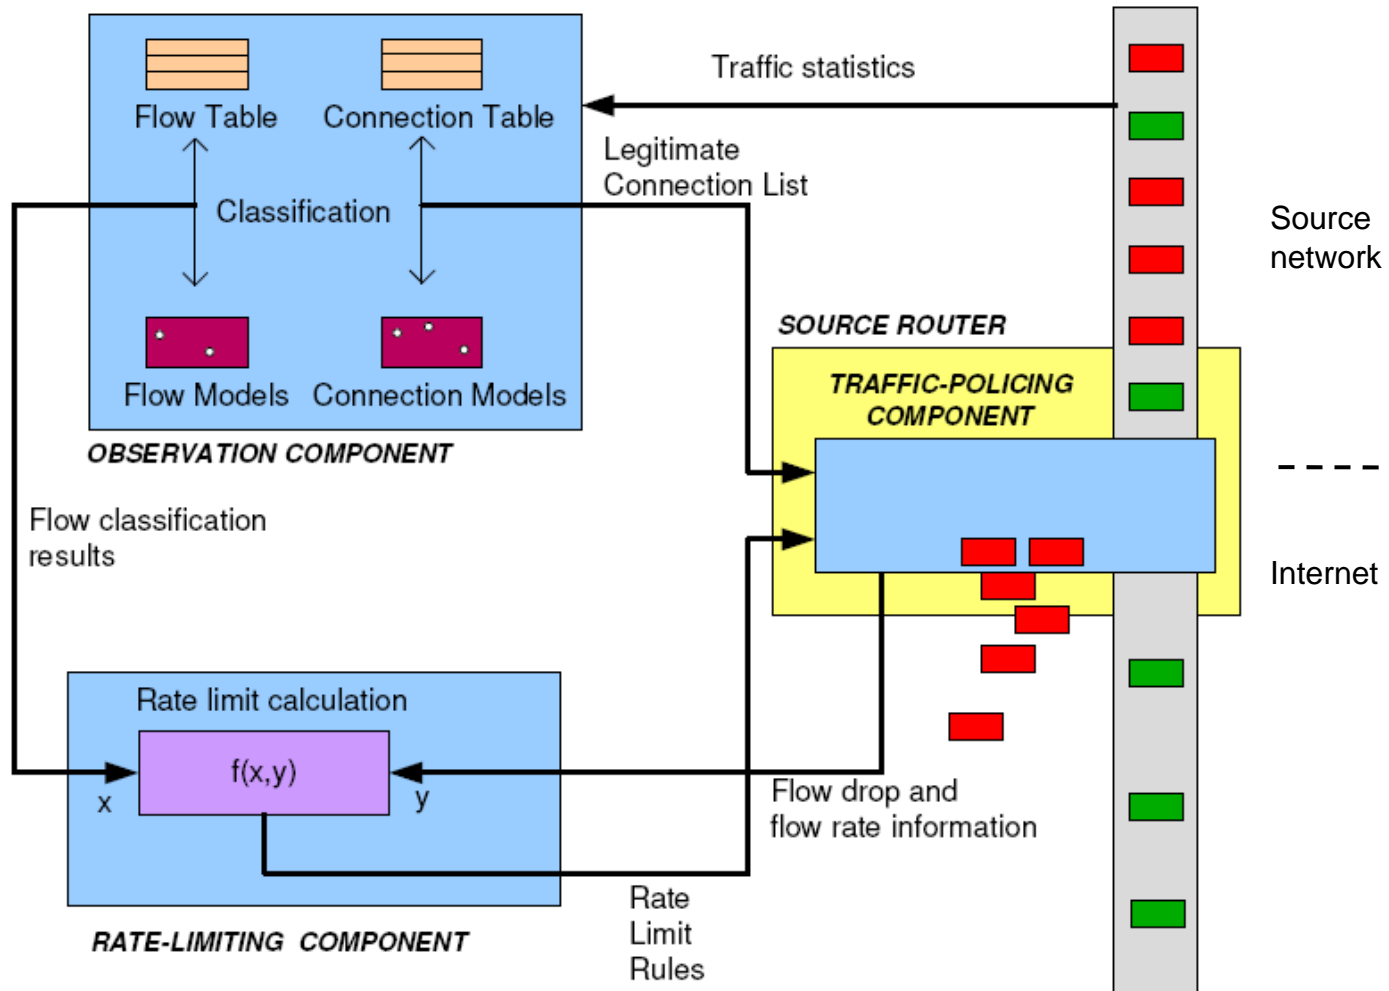 Flow Table
Connection Table
Classification
Flow Models
Connection Models
OBSERVATION COMPONENT
Traffic statistics
Legitimate
Connection List
Source
network
SOURCE ROUTER
TRAFFIC-POLICING
COMPONENT
Internet
Flow classification
results
Rate limit calculation
f(x,y)
x
y
Flow drop and
flow rate information
Rate
Limit
Rules
RATE-LIMITING COMPONENT